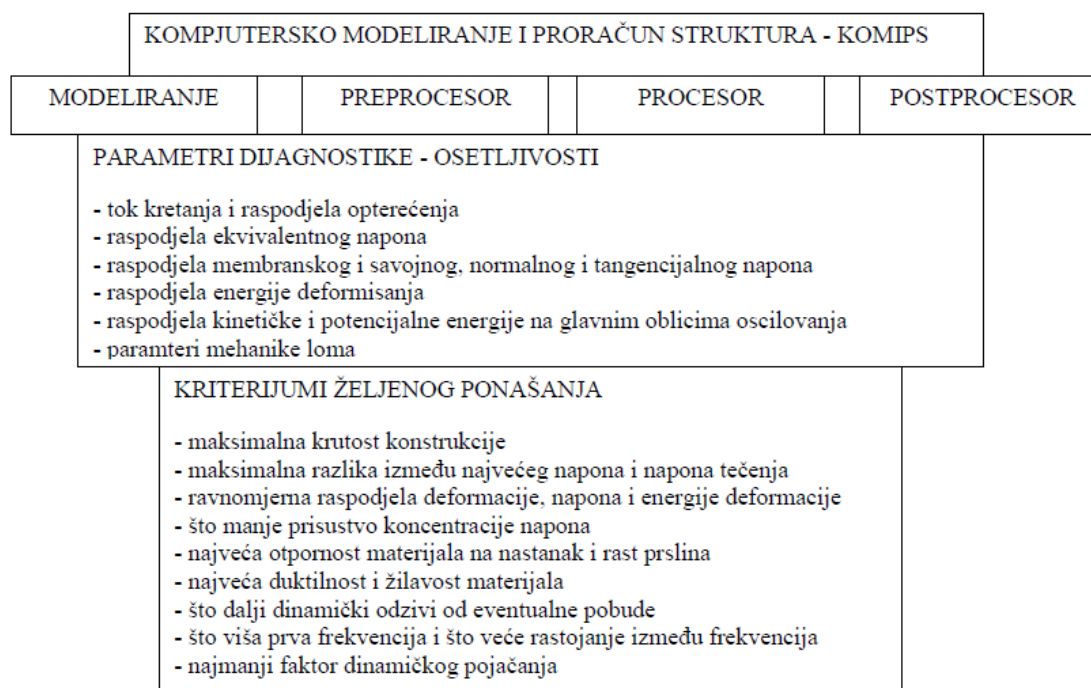 KOMPJUTERSKO MODELIRANJE I PRORAČUN STRUKTURA - KOMIPS
MODELIRANJE PREPROCESOR PROCESOR POSTPROCESOR
PARAMETRI DIJAGNOSTIKE - OSETLJIVOSTI
- tok kretanja i raspodjela opterećenja
- raspodjela ekvivalentnog napona
- raspodjela membranskog i savojnog, normalnog i tangencijalnog napona
- raspodjela energije deformisanja
- raspodjela kinetičke i potencijalne energije na glavnim oblicima oscilovanja
- paramteri mehanike loma
KRITERIJUMI ŽELJENOG PONAŠANJA
- maksimalna krutost konstrukcije
- maksimalna razlika između najvećeg napona i napona tečenja
- ravnomjerna raspodjela deformacije, napona i energije deformacije
- što manje prisustvo koncentracije napona
- najveća otpornost materijala na nastanak i rast prslina
- najveća duktilnost i žilavost materijala
- što dalji dinamički odzivi od eventualne pobude
- što viša prva frekvencija i što veće rastojanje između frekvencija
- najmanji faktor dinamičkog pojačanja